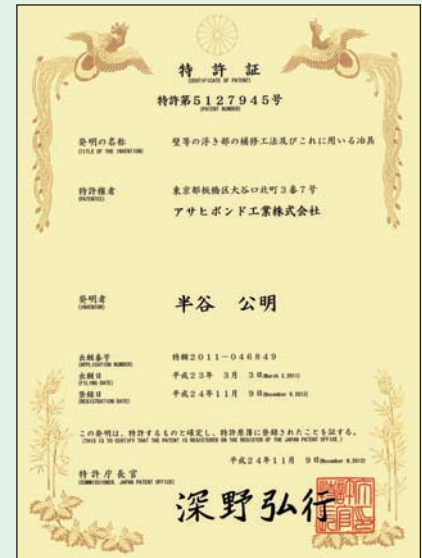 特許証
(CERTIFICATE OF PATENT)
特許第5127945号
(PATENT NUMBER)
発明の名称
(TITLE OF THE INVENTION)
壁等の浮き部の補修工法及びこれに用いる冶具
特許権者
(PATENTEE)
東京都板橋区大谷口北町3番7号
アサヒボンド工業株式会社
発明者
(INVENTOR)
半谷 公明
出願番号
(APPLICATION NUMBER)
特願2011-046849
出願日
(FILING DATE)
平成23年 3月 3日(March 3,2011)
登録日
(REGISTRATION DATE)
平成24年11月 9日(November 9,2012)
この発明は、特許するものと確定し、特許原簿に登録されたことを証する。
(THIS IS TO CERTIFY THAT THE PATENT IS REGISTERED ON THE REGISTER OF THE JAPAN PATENT OFFICE.)
平成24年11月 9日(November 9,2012)
特許庁長官
(COMMISSIONER, JAPAN PATENT OFFICE)
深野弘行